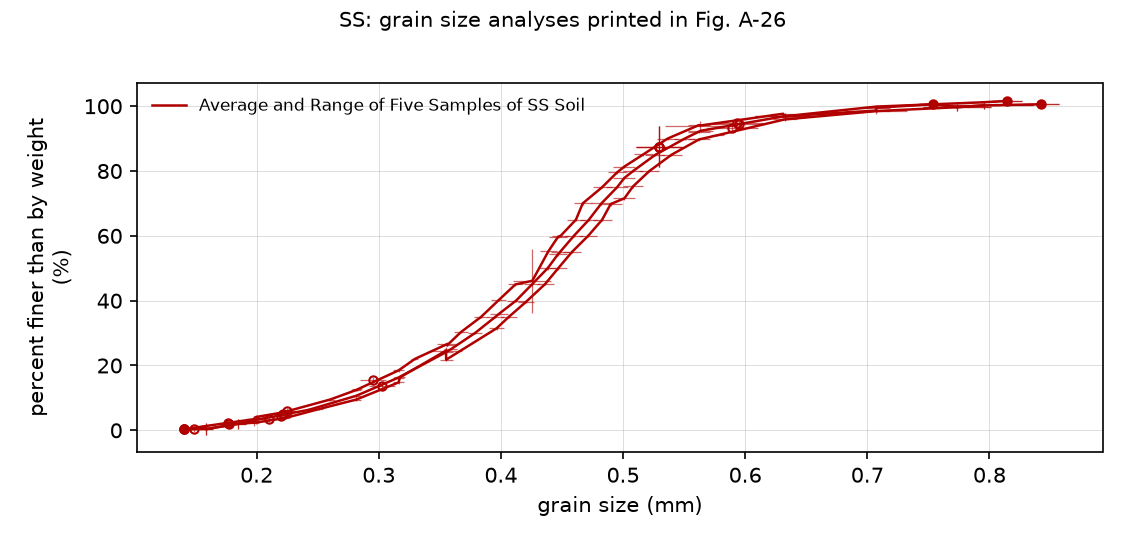 SS: grain size analyses printed in Fig. A-26
Average and Range of Five Samples of SS Soil
percent finer than by weight
(%)
100
80
60
40
20
0
0.2 0.3 0.4 0.5 0.6 0.7 0.8
grain size (mm)